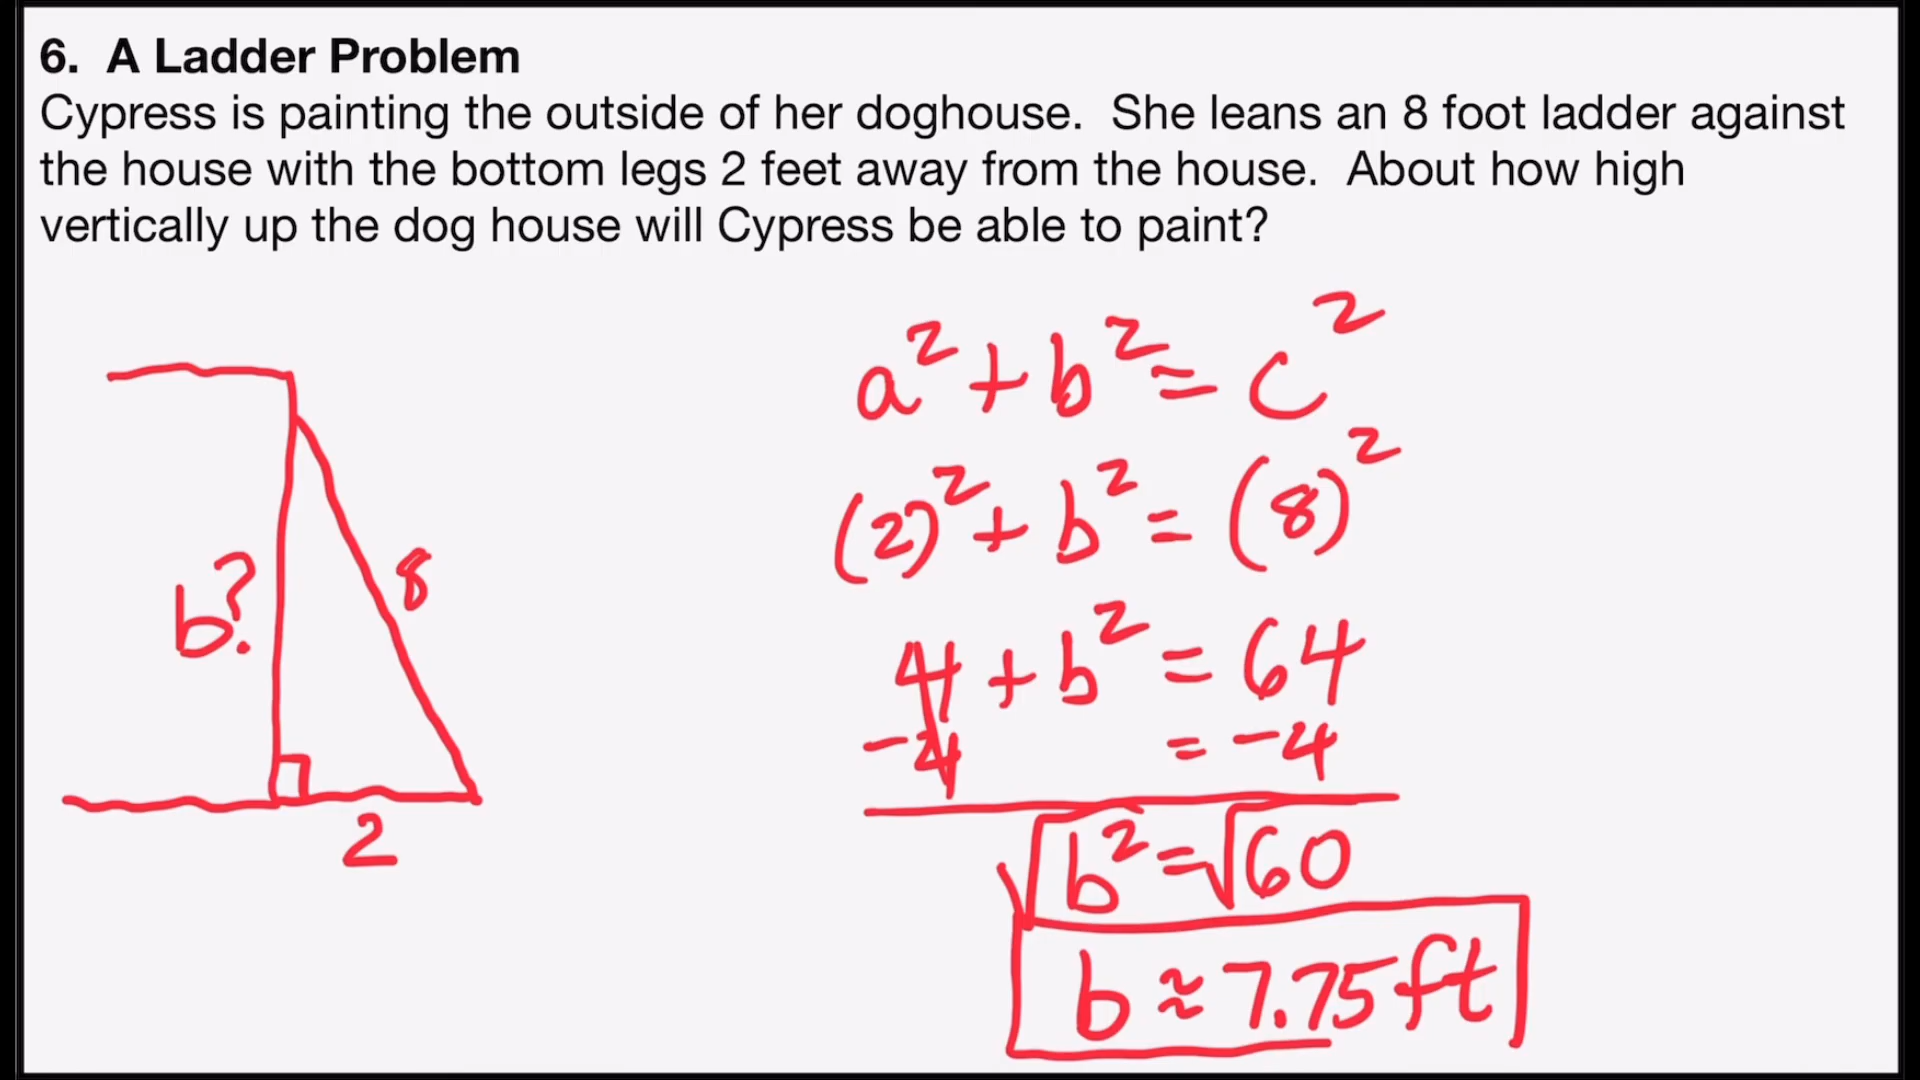 6. A Ladder Problem
Cypress is painting the outside of her doghouse. She leans an 8 foot ladder against
the house with the bottom legs 2 feet away from the house. About how high
vertically up the dog house will Cypress be able to paint?
a² + b² = c²
(2)² + b² = (8)²
4 + b² = 64
-4 = -4
√b² = √60
b ≈ 7.75 ft
b?
8
2